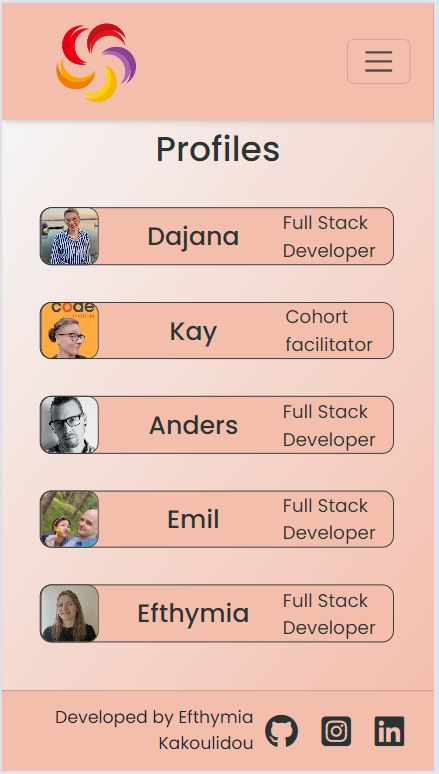 Profiles
Dajana
Full Stack
Developer
code
Kay
Cohort
facilitator
Anders
Full Stack
Developer
Emil
Full Stack
Developer
Efthymia
Full Stack
Developer
Developed by Efthymia
Kakoulidou
in